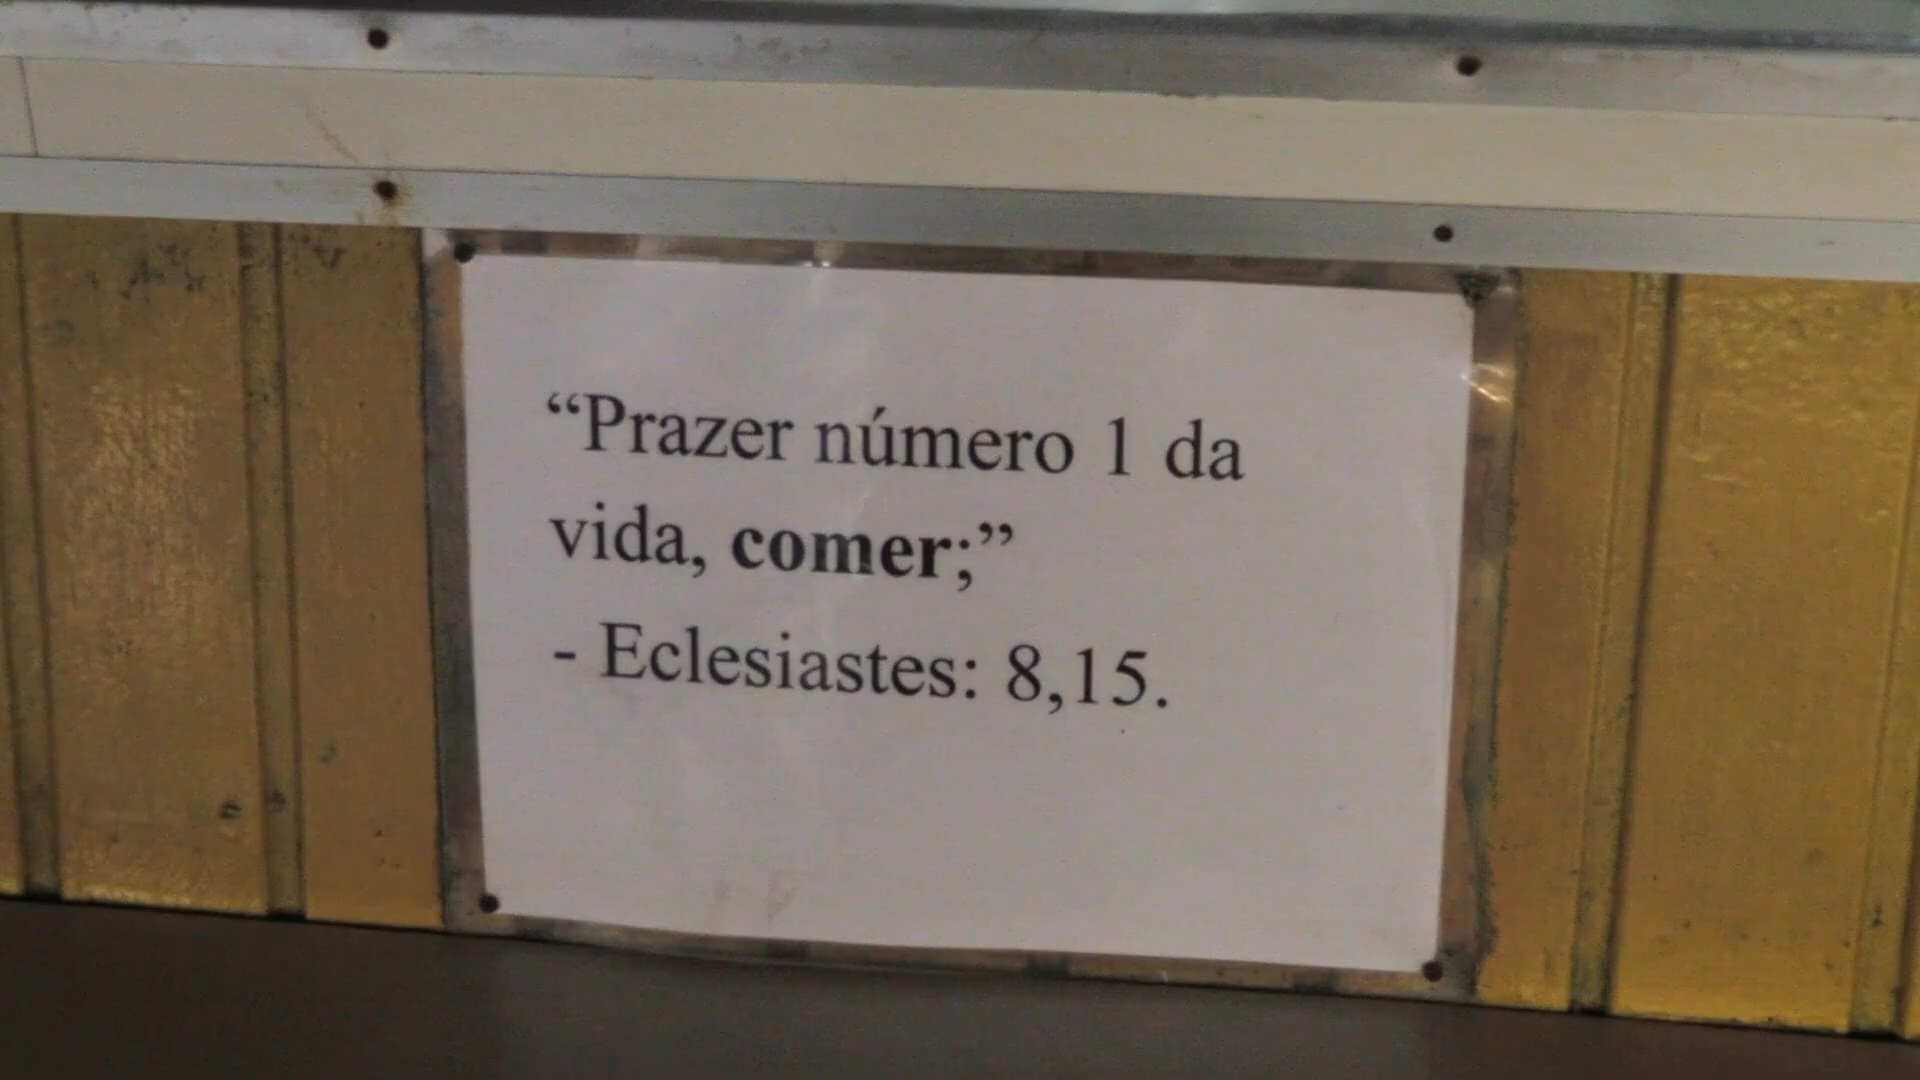 “Prazer número 1 da
vida, comer;”
- Eclesiastes: 8,15.